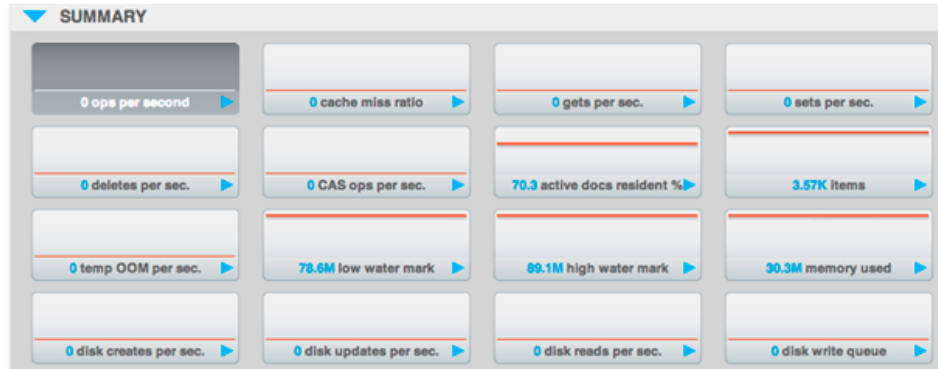 SUMMARY
0 ops per second
0 cache miss ratio
0 gets per sec.
0 sets per sec.
0 deletes per sec.
0 CAS ops per sec.
70.3 active docs resident %
3.57K items
0 temp OOM per sec.
78.6M low water mark
89.1M high water mark
30.3M memory used
0 disk creates per sec.
0 disk updates per sec.
0 disk reads per sec.
0 disk write queue